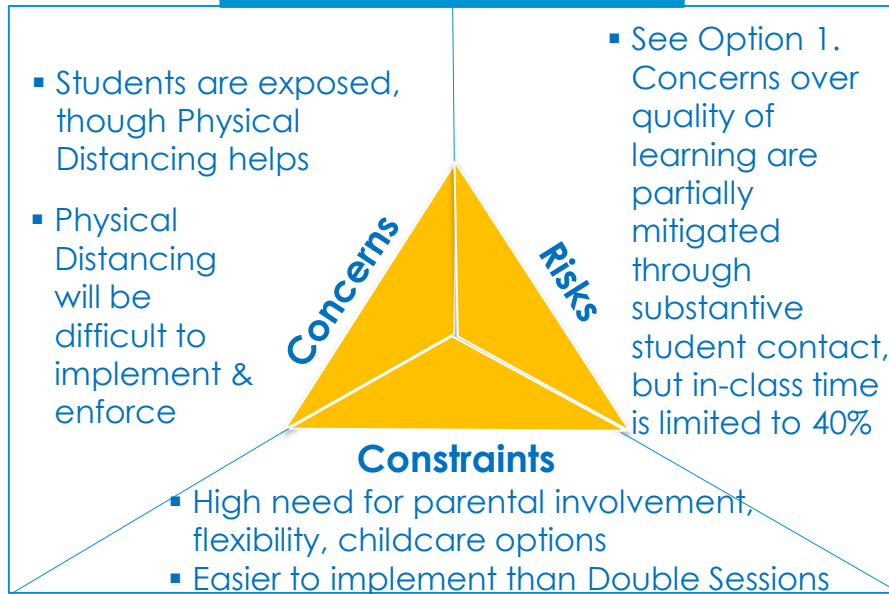 ▪ Students are exposed,
though Physical
Distancing helps
▪ Physical
Distancing
will be
difficult to
implement &
enforce
Concerns
Risks
▪ See Option 1.
Concerns over
quality of
learning are
partially
mitigated
through
substantive
student contact,
but in-class time
is limited to 40%
Constraints
▪ High need for parental involvement,
flexibility, childcare options
▪ Easier to implement than Double Sessions